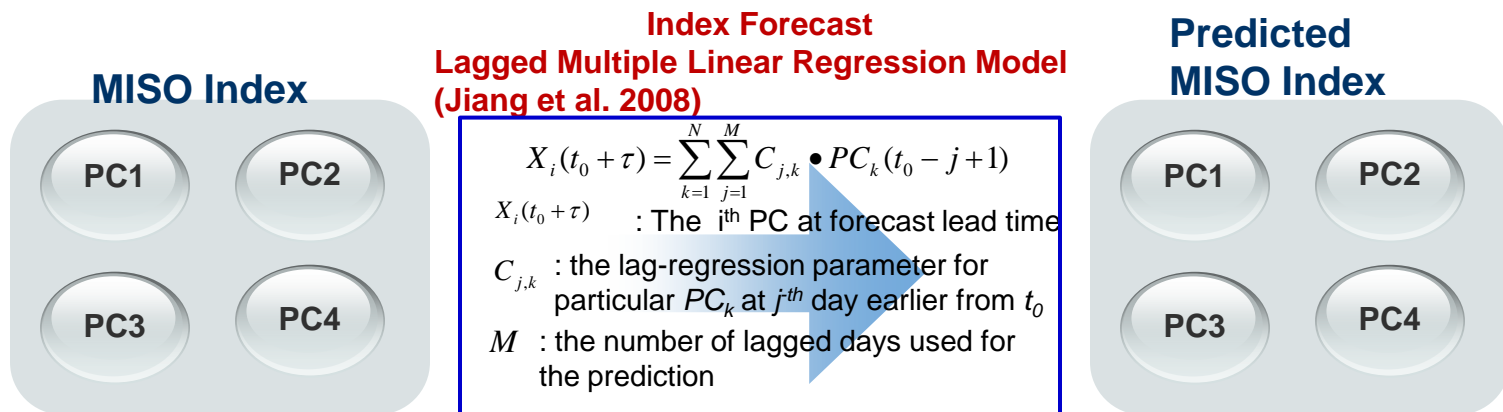 MISO Index
PC1
PC2
PC3
PC4
Index Forecast
Lagged Multiple Linear Regression Model
(Jiang et al. 2008)
X_i(t_0 + τ) = \sum_{k=1}^{N} \sum_{j=1}^{M} C_{j,k} • PC_k(t_0 − j + 1)
X_i(t_0 + τ) : The i^th PC at forecast lead time
C_{j,k} : the lag-regression parameter for
particular PC_k at j^-th day earlier from t_0
M : the number of lagged days used for
the prediction
Predicted
MISO Index
PC1
PC2
PC3
PC4